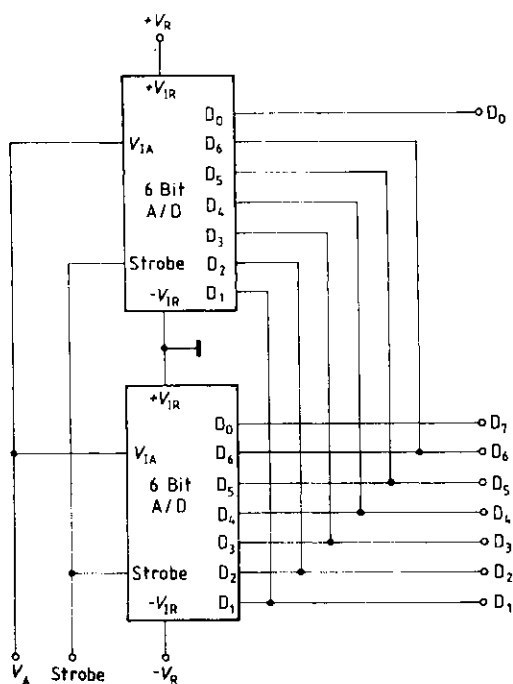 +V_R
+V_IR
D_0
D_0
V_IA
D_6
6 Bit
A/D
D_5
D_4
D_3
Strobe
D_2
-V_IR
D_1
+V_IR
D_0
D_7
V_IA
D_6
D_6
6 Bit
A/D
D_5
D_5
D_4
D_4
D_3
D_3
Strobe
D_2
D_2
-V_IR
D_1
D_1
V_A
Strobe
-V_R